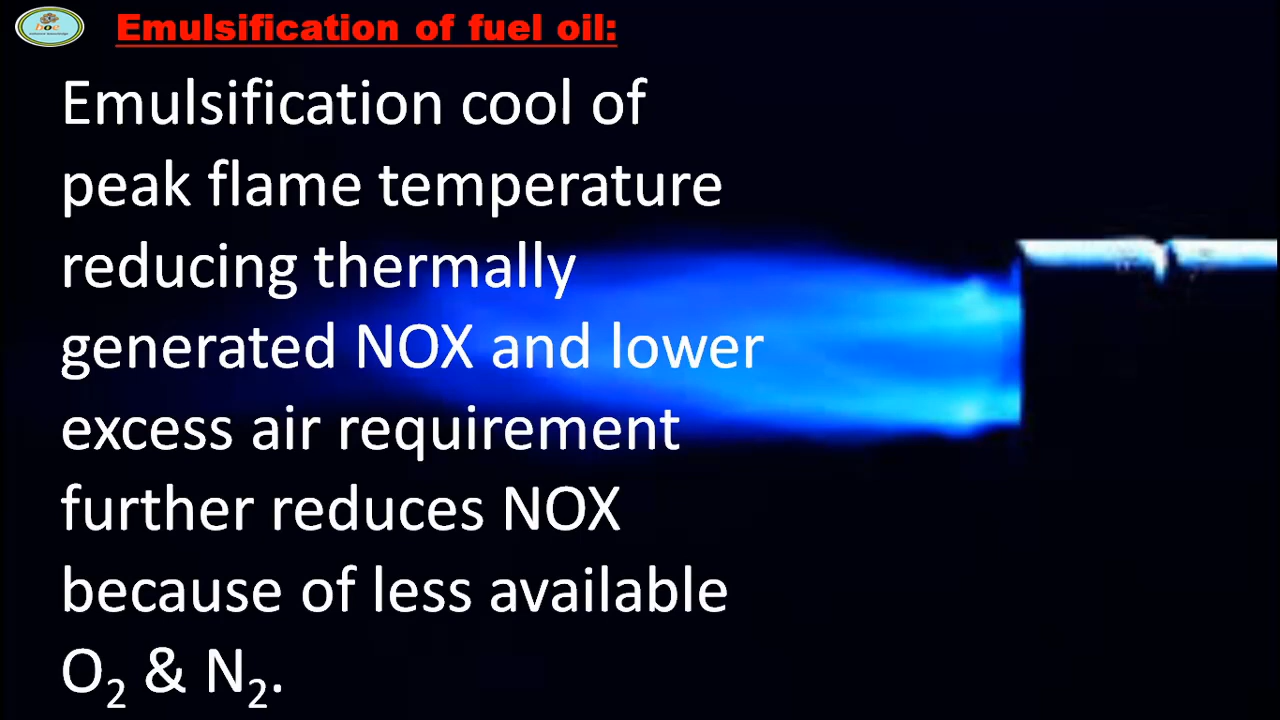 Emulsification of fuel oil:
Emulsification cool of
peak flame temperature
reducing thermally
generated NOX and lower
excess air requirement
further reduces NOX
because of less available
O₂ & N₂.